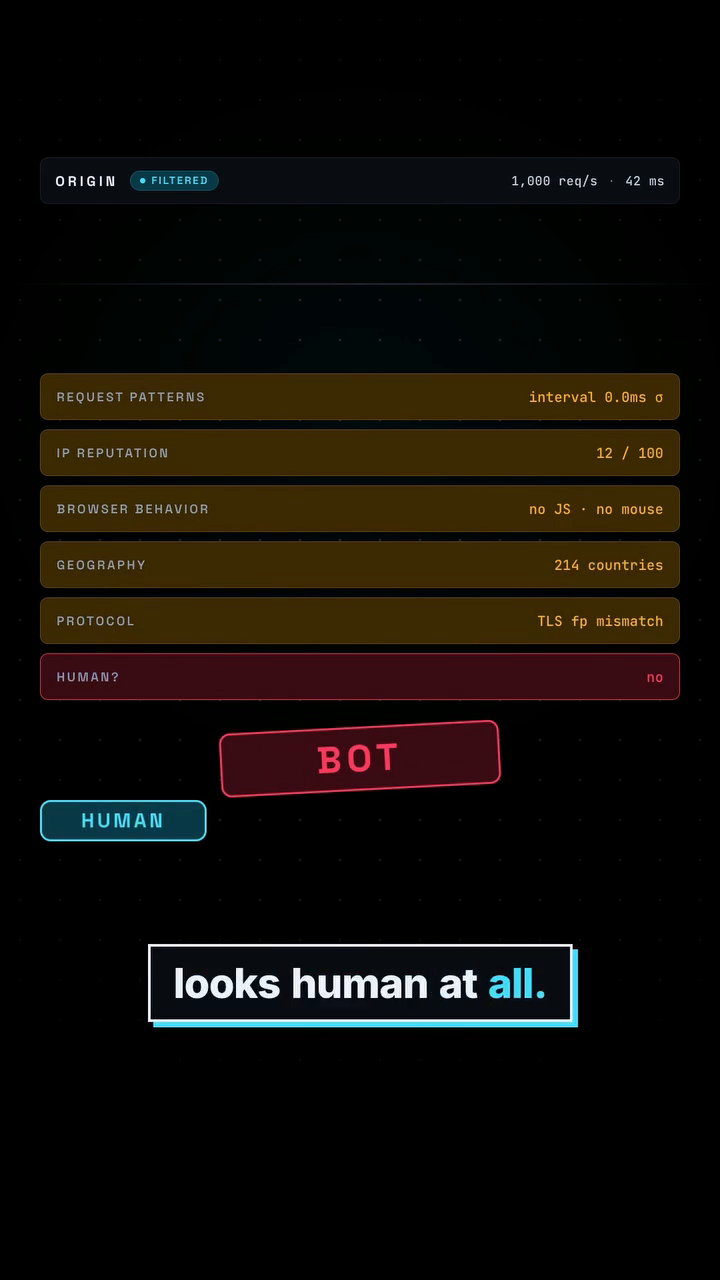 ORIGIN FILTERED 1,000 req/s · 42 ms
REQUEST PATTERNS interval 0.0ms σ
IP REPUTATION 12 / 100
BROWSER BEHAVIOR no JS · no mouse
GEOGRAPHY 214 countries
PROTOCOL TLS fp mismatch
HUMAN? no
BOT
HUMAN
looks human at all.